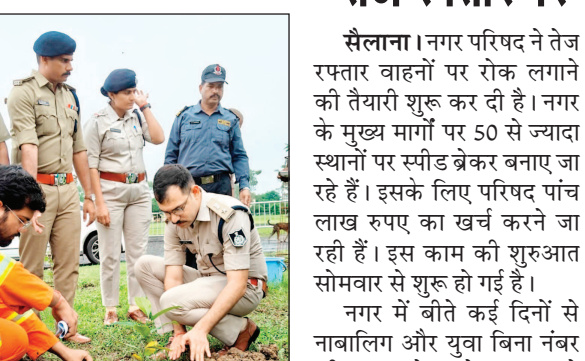 सैलाना। नगर परिषद ने तेज
रफ्तार वाहनों पर रोक लगाने
की तैयारी शुरू कर दी है। नगर
के मुख्य मार्गों पर 50 से ज्यादा
स्थानों पर स्पीड ब्रेकर बनाए जा
रहे हैं। इसके लिए परिषद पांच
लाख रुपए का खर्च करने जा
रही हैं। इस काम की शुरुआत
सोमवार से शुरू हो गई है।
नगर में बीते कई दिनों से
नाबालिग और युवा बिना नंबर